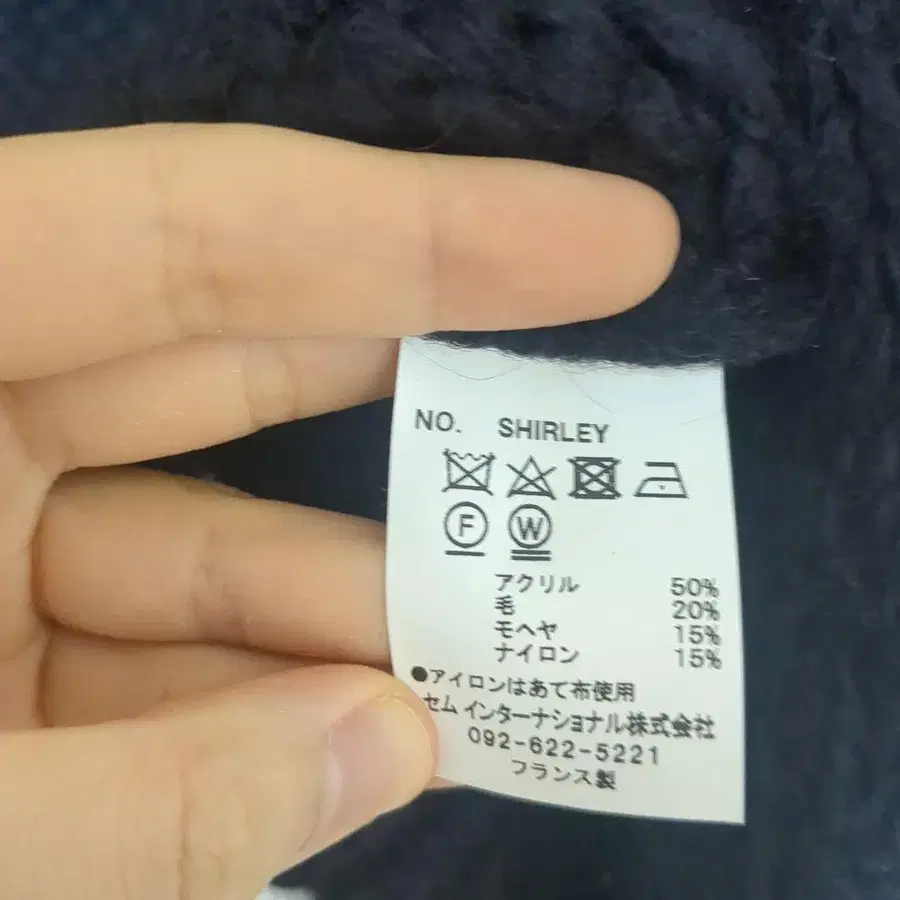 NO. SHIRLEY
F W
アクリル 50%
毛 20%
モヘヤ 15%
ナイロン 15%
●アイロンはあて布使用
セムインターナショナル株式会社
092-622-5221
フランス製